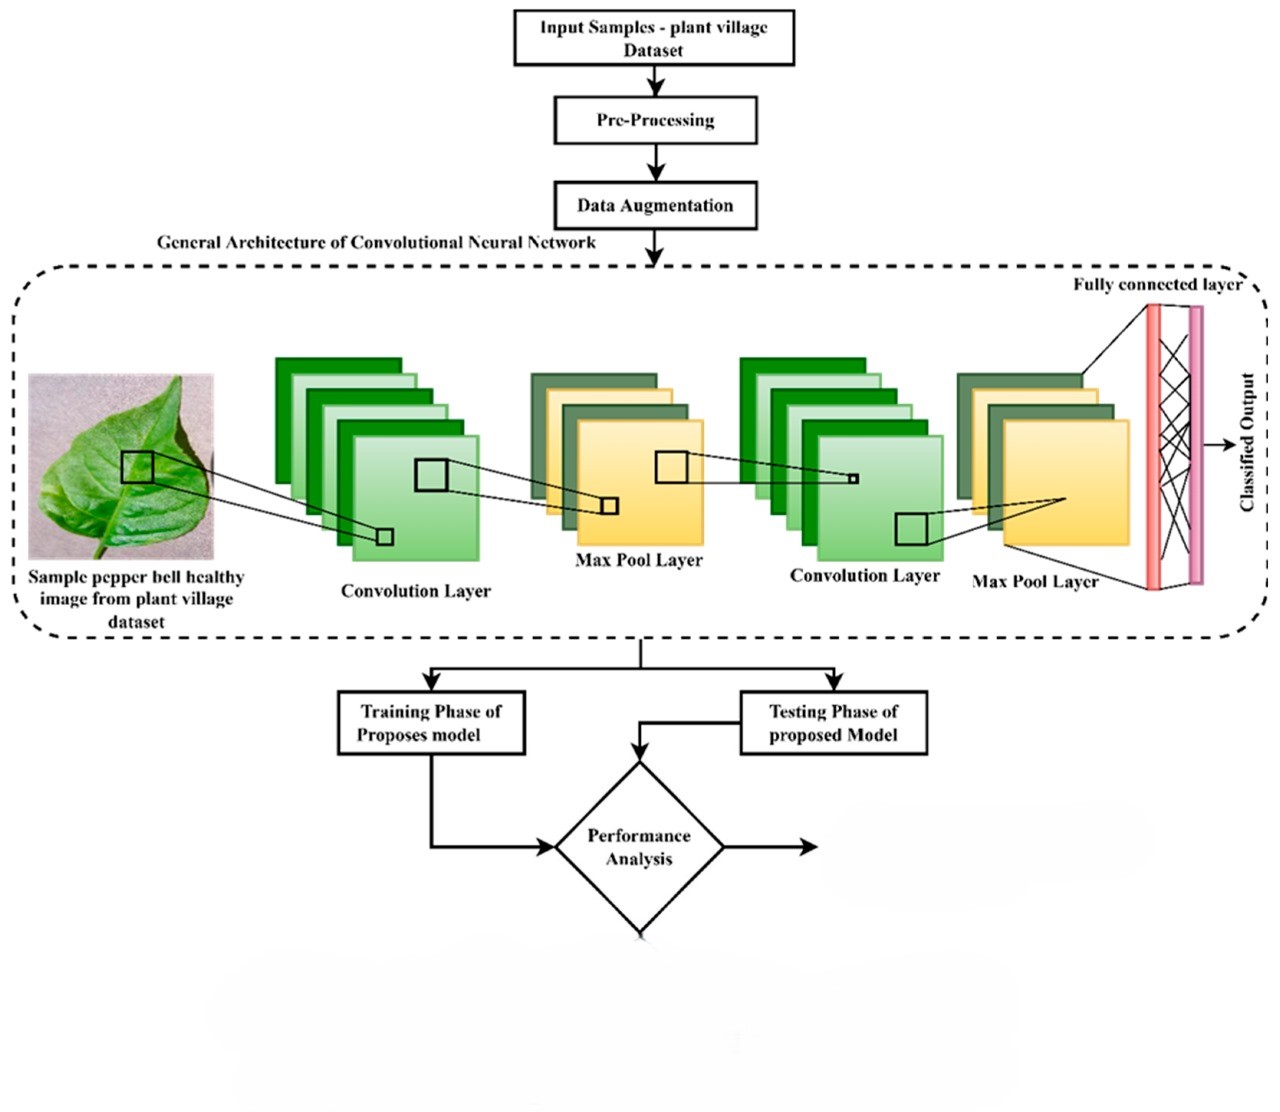 Input Samples - plant village
Dataset
Pre-Processing
Data Augmentation
General Architecture of Convolutional Neural Network
Fully connected layer
Classified Output
Sample pepper bell healthy
image from plant village
dataset
Convolution Layer
Max Pool Layer
Convolution Layer
Max Pool Layer
Training Phase of
Proposes model
Testing Phase of
proposed Model
Performance
Analysis